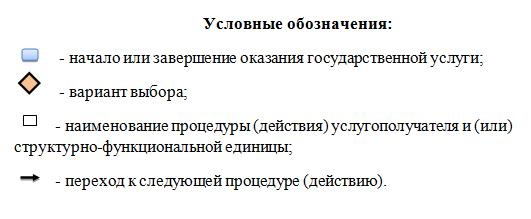 Условные обозначения:
- начало или завершение оказания государственной услуги;
- вариант выбора;
- наименование процедуры (действия) услугополучателя и (или)
структурно-функциональной единицы;
- переход к следующей процедуре (действию).